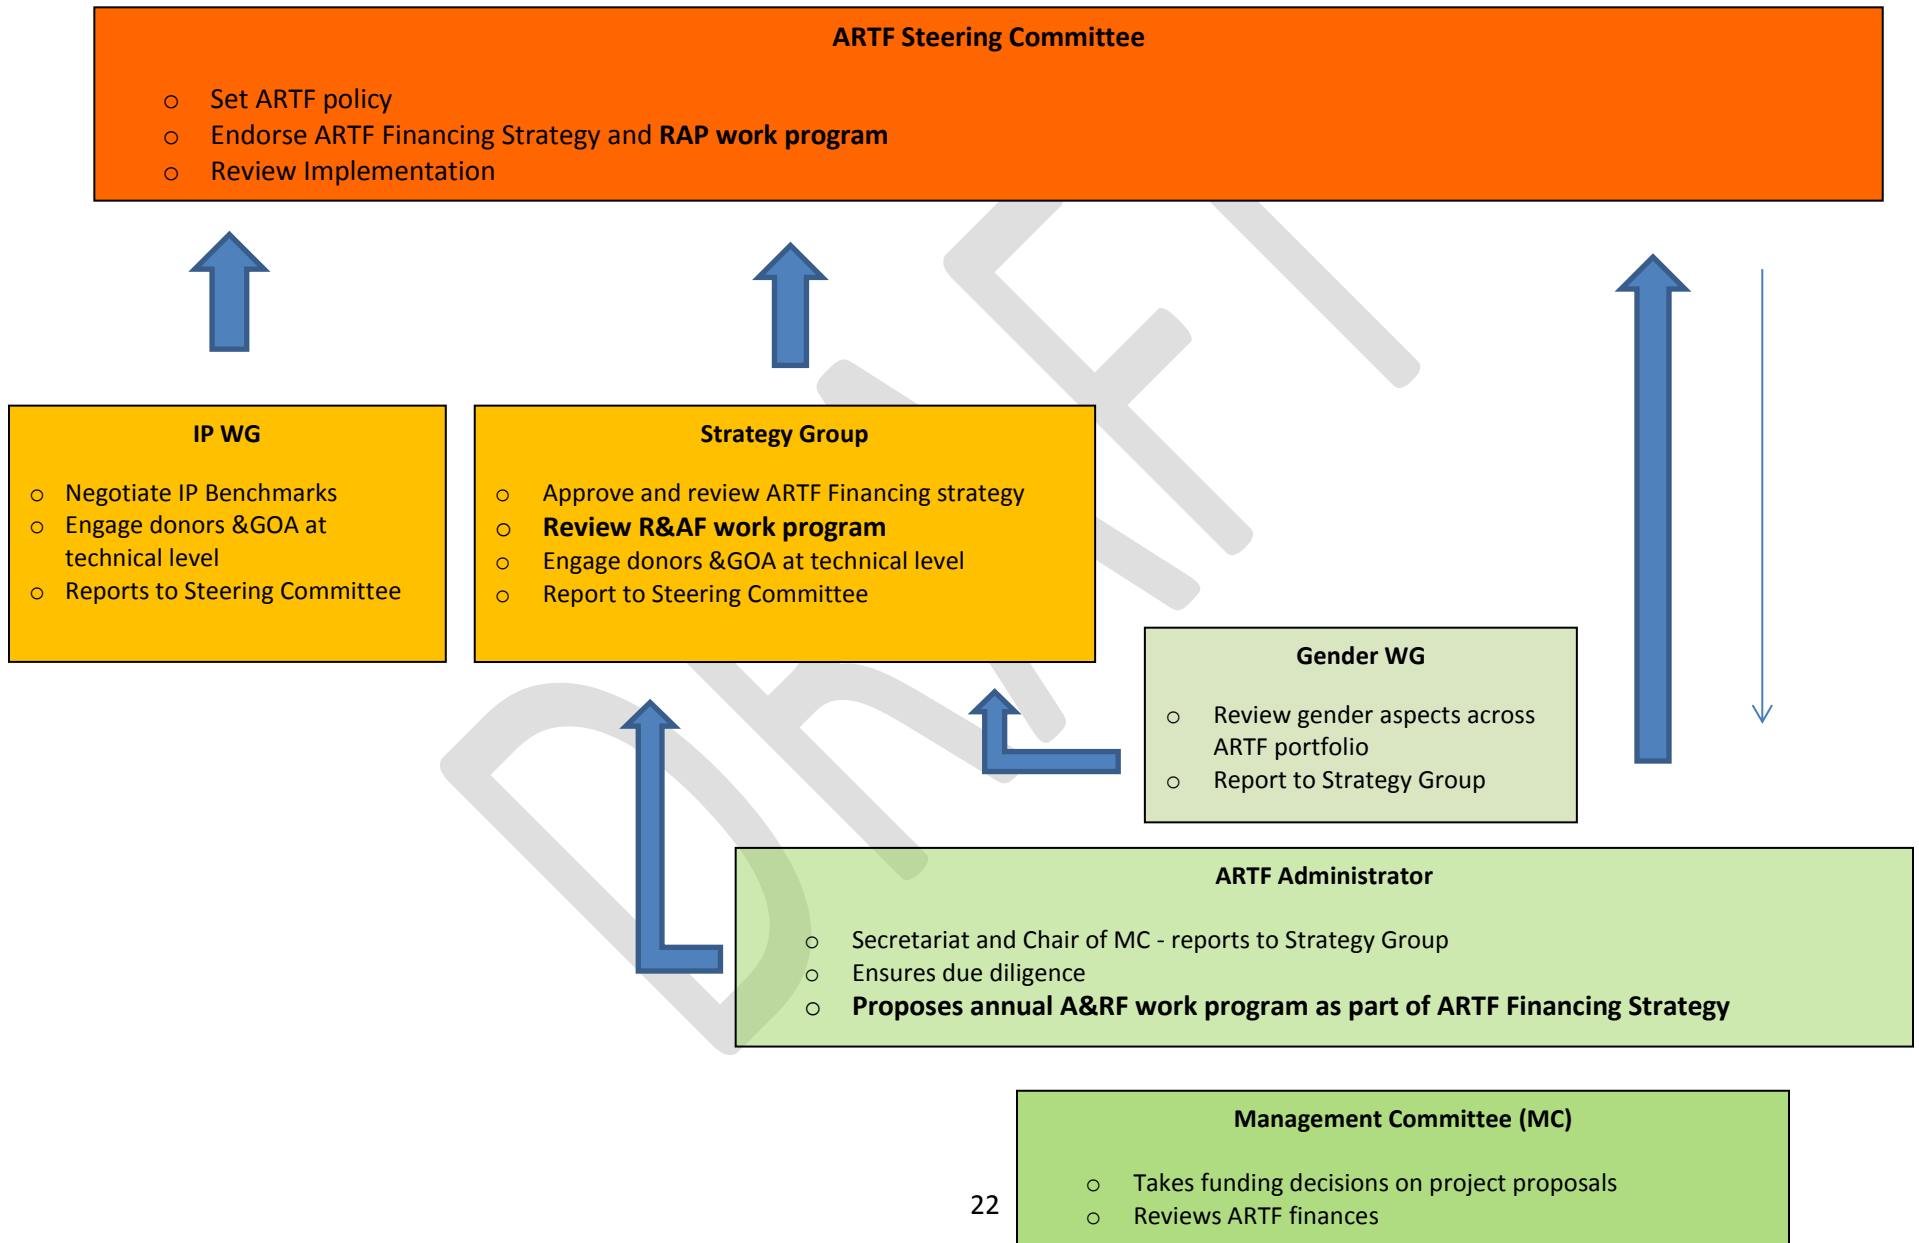 ARTF Steering Committee
o Set ARTF policy
o Endorse ARTF Financing Strategy and RAP work program
o Review Implementation
IP WG
o Negotiate IP Benchmarks
o Engage donors &GOA at
technical level
o Reports to Steering Committee
Strategy Group
o Approve and review ARTF Financing strategy
o Review R&AF work program
o Engage donors &GOA at technical level
o Report to Steering Committee
Gender WG
o Review gender aspects across
ARTF portfolio
o Report to Strategy Group
ARTF Administrator
o Secretariat and Chair of MC - reports to Strategy Group
o Ensures due diligence
o Proposes annual A&RF work program as part of ARTF Financing Strategy
Management Committee (MC)
o Takes funding decisions on project proposals
o Reviews ARTF finances
22
DRAFT